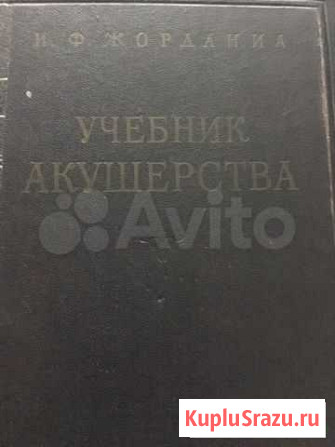 И. Ф. ЖОРДАНИА
УЧЕБНИК
АКУШЕРСТВА
Avito
KupluSrazu.ru